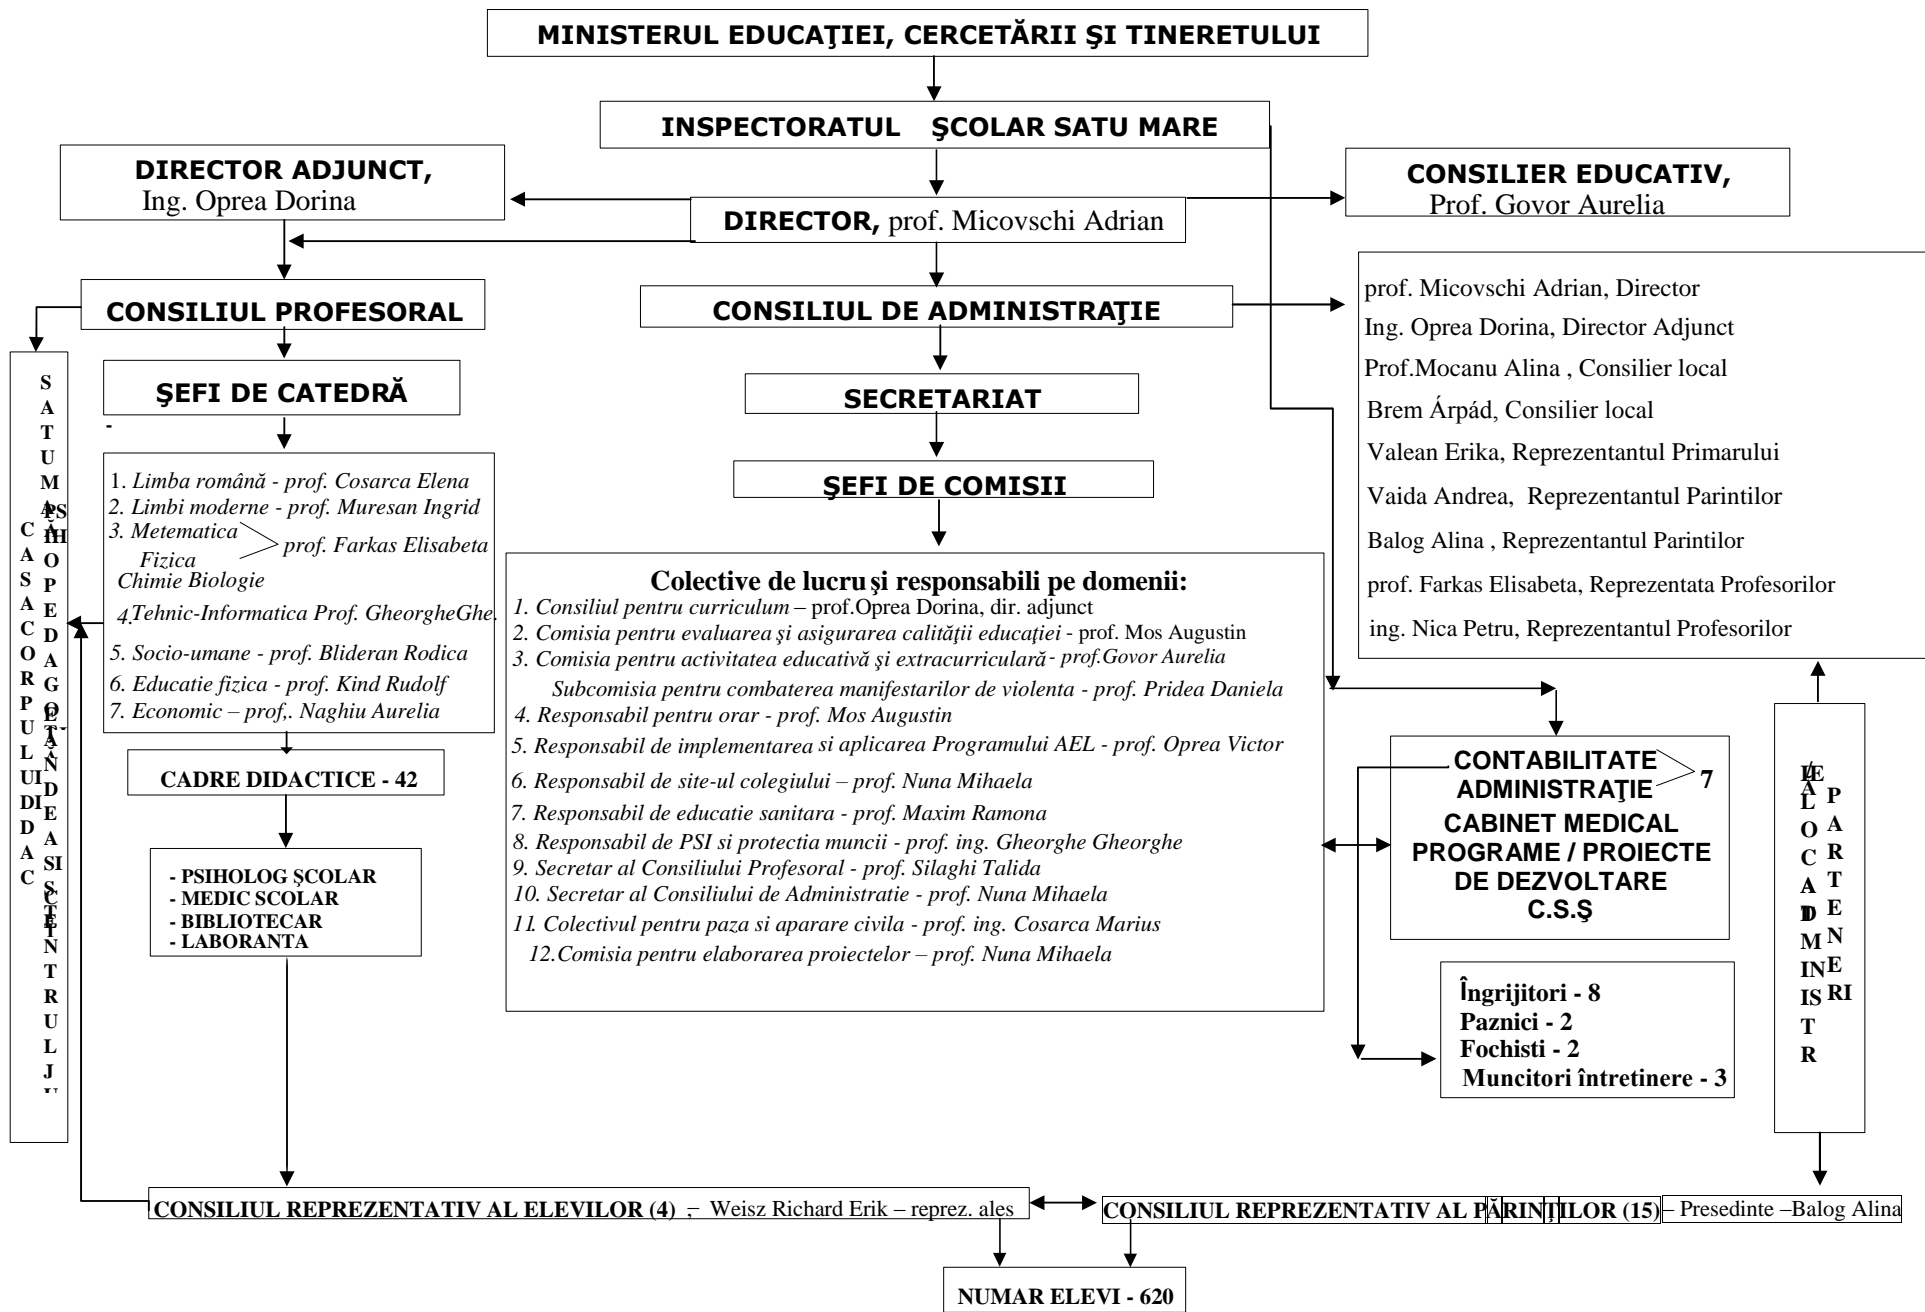 MINISTERUL EDUCAŢIEI, CERCETĂRII ŞI TINERETULUI
INSPECTORATUL ŞCOLAR SATU MARE
DIRECTOR ADJUNCT,
Ing. Oprea Dorina
CONSILIER EDUCATIV,
Prof. Govor Aurelia
DIRECTOR, prof. Micovschi Adrian
CONSILIUL PROFESORAL
CONSILIUL DE ADMINISTRAŢIE
prof. Micovschi Adrian, Director
Ing. Oprea Dorina, Director Adjunct
Prof.Mocanu Alina , Consilier local
Brem Árpád, Consilier local
Valean Erika, Reprezentantul Primarului
Vaida Andrea, Reprezentantul Parintilor
Balog Alina , Reprezentantul Parintilor
prof. Farkas Elisabeta, Reprezentata Profesorilor
ing. Nica Petru, Reprezentantul Profesorilor
ŞEFI DE CATEDRĂ
-
SECRETARIAT
ŞEFI DE COMISII
1. Limba română - prof. Cosarca Elena
2. Limbi moderne - prof. Muresan Ingrid
3. Metematica
Fizica
prof. Farkas Elisabeta
Chimie Biologie
4.Tehnic-Informatica Prof. GheorgheGhe.
5. Socio-umane - prof. Blideran Rodica
6. Educatie fizica - prof. Kind Rudolf
7. Economic – prof,. Naghiu Aurelia
CADRE DIDACTICE - 42
- PSIHOLOG ŞCOLAR
- MEDIC SCOLAR
- BIBLIOTECAR
- LABORANTA
Colective de lucru şi responsabili pe domenii:
1. Consiliul pentru curriculum – prof.Oprea Dorina, dir. adjunct
2. Comisia pentru evaluarea şi asigurarea calităţii educaţiei - prof. Mos Augustin
3. Comisia pentru activitatea educativă şi extracurriculară - prof.Govor Aurelia
Subcomisia pentru combaterea manifestarilor de violenta - prof. Pridea Daniela
4. Responsabil pentru orar - prof. Mos Augustin
5. Responsabil de implementarea si aplicarea Programului AEL - prof. Oprea Victor
6. Responsabil de site-ul colegiului – prof. Nuna Mihaela
7. Responsabil de educatie sanitara - prof. Maxim Ramona
8. Responsabil de PSI si protectia muncii - prof. ing. Gheorghe Gheorghe
9. Secretar al Consiliului Profesoral - prof. Silaghi Talida
10. Secretar al Consiliului de Administratie - prof. Nuna Mihaela
11. Colectivul pentru paza si aparare civila - prof. ing. Cosarca Marius
12.Comisia pentru elaborarea proiectelor – prof. Nuna Mihaela
CONTABILITATE
ADMINISTRAŢIE
7
CABINET MEDICAL
PROGRAME / PROIECTE
DE DEZVOLTARE
C.S.Ş
Îngrijitori - 8
Paznici - 2
Fochisti - 2
Muncitori întretinere - 3
CASA CORPULUI DIDAC
PARTENERI
CONSILIUL REPREZENTATIV AL ELEVILOR (4) ,– Weisz Richard Erik – reprez. ales
CONSILIUL REPREZENTATIV AL PĂRINŢILOR (15) – Presedinte –Balog Alina
NUMAR ELEVI - 620